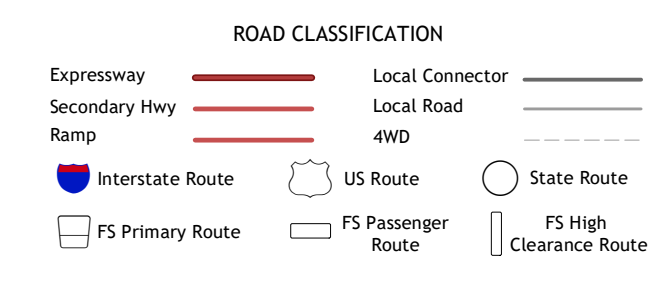 ROAD CLASSIFICATION
Expressway
Local Connector
Secondary Hwy
Local Road
Ramp
4WD
Interstate Route
US Route
State Route
FS Primary Route
FS Passenger
Route
FS High
Clearance Route